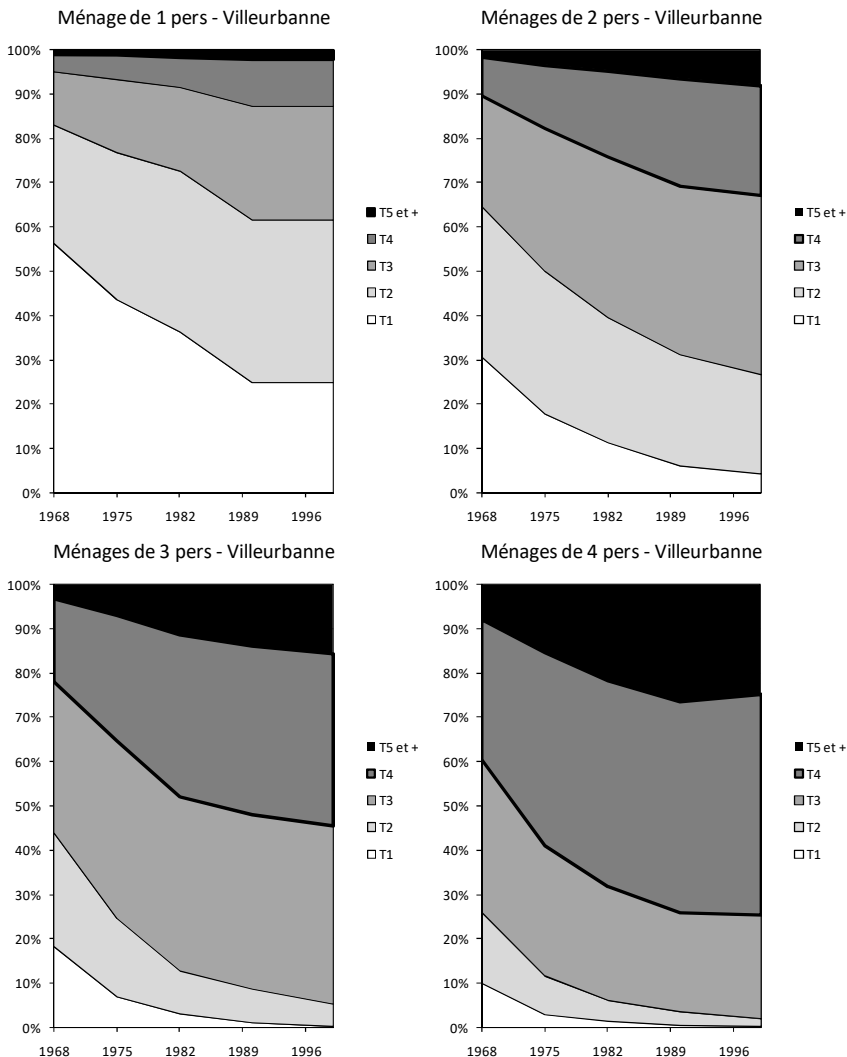 Ménage de 1 pers - Villeurbanne
100%
90%
80%
70%
60%
50%
40%
30%
20%
10%
0%
1968 1975 1982 1989 1996
T5 et +
T4
T3
T2
T1
Ménages de 2 pers - Villeurbanne
100%
90%
80%
70%
60%
50%
40%
30%
20%
10%
0%
1968 1975 1982 1989 1996
T5 et +
T4
T3
T2
T1
Ménages de 3 pers - Villeurbanne
100%
90%
80%
70%
60%
50%
40%
30%
20%
10%
0%
1968 1975 1982 1989 1996
T5 et +
T4
T3
T2
T1
Ménages de 4 pers - Villeurbanne
100%
90%
80%
70%
60%
50%
40%
30%
20%
10%
0%
1968 1975 1982 1989 1996
T5 et +
T4
T3
T2
T1